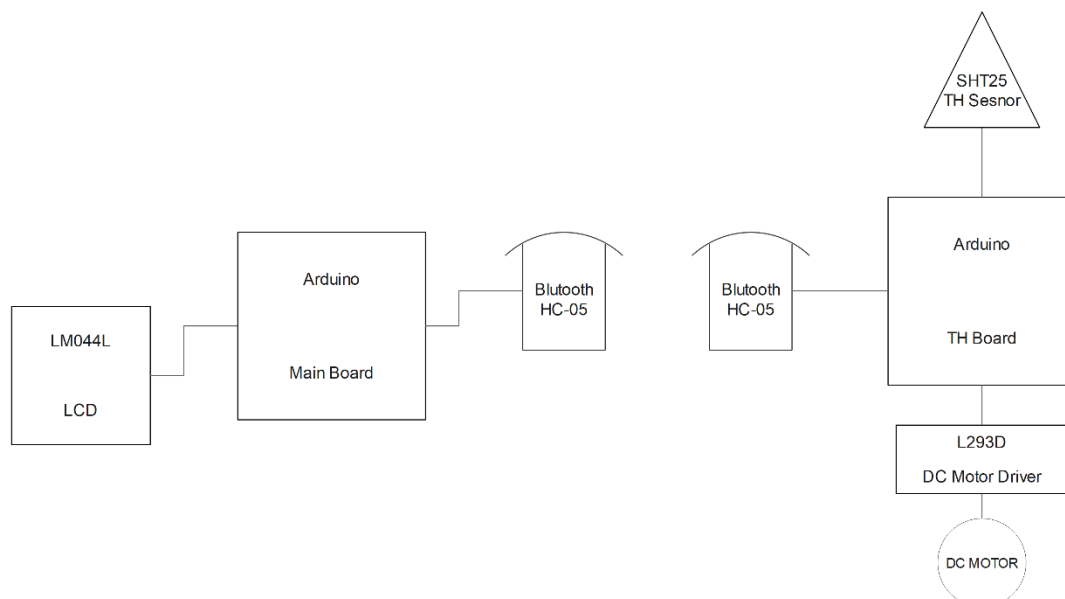 SHT25
TH Sesnor
Arduino
Main Board
LM044L
LCD
Blutooth
HC-05
Blutooth
HC-05
Arduino
TH Board
L293D
DC Motor Driver
DC MOTOR